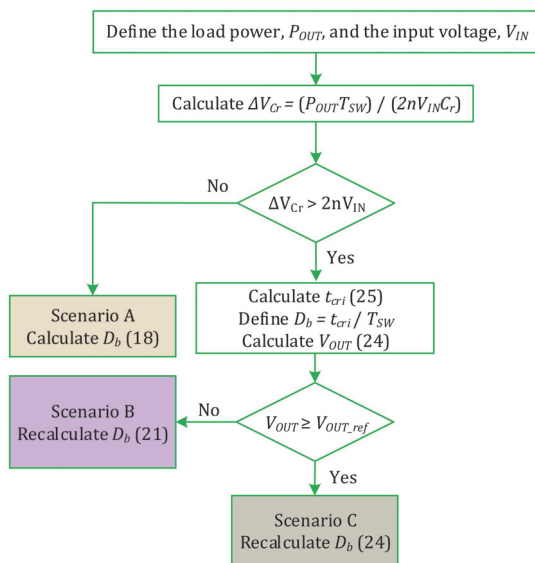 Define the load power, P_OUT, and the input voltage, V_IN
Calculate ΔV_Cr = (P_OUT T_SW) / (2nV_IN C_r)
No
ΔV_Cr > 2nV_IN
Yes
Calculate t_cri (25)
Define D_b = t_cri / T_SW
Calculate V_OUT (24)
Scenario A
Calculate D_b (18)
Scenario B
Recalculate D_b (21)
No
V_OUT ≥ V_OUT_ref
Yes
Scenario C
Recalculate D_b (24)